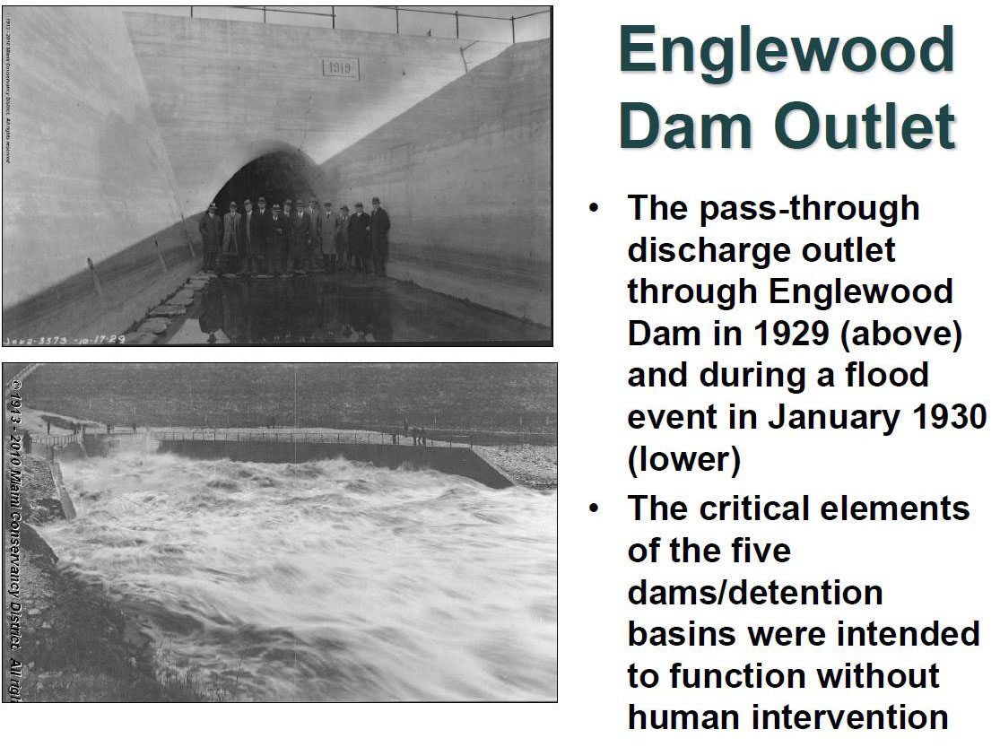 Englewood
Dam Outlet
© 1913 - 2010 Miami Conservancy District. All rights reserved
1919
Job2-3373 -10-17-29
© 1913 - 2010 Miami Conservancy District. All righ
• The pass-through
discharge outlet
through Englewood
Dam in 1929 (above)
and during a flood
event in January 1930
(lower)
• The critical elements
of the five
dams/detention
basins were intended
to function without
human intervention